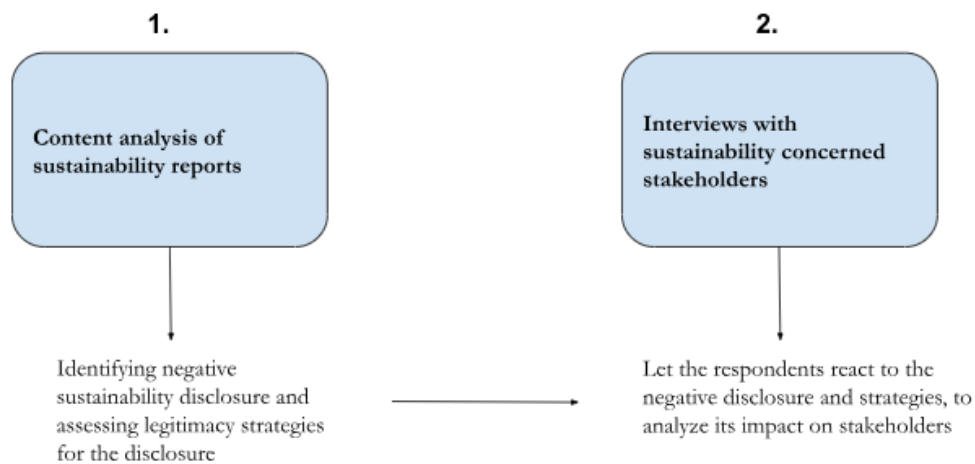 1.
Content analysis of
sustainability reports
Identifying negative
sustainability disclosure and
assessing legitimacy strategies
for the disclosure
2.
Interviews with
sustainability concerned
stakeholders
Let the respondents react to the
negative disclosure and strategies, to
analyze its impact on stakeholders